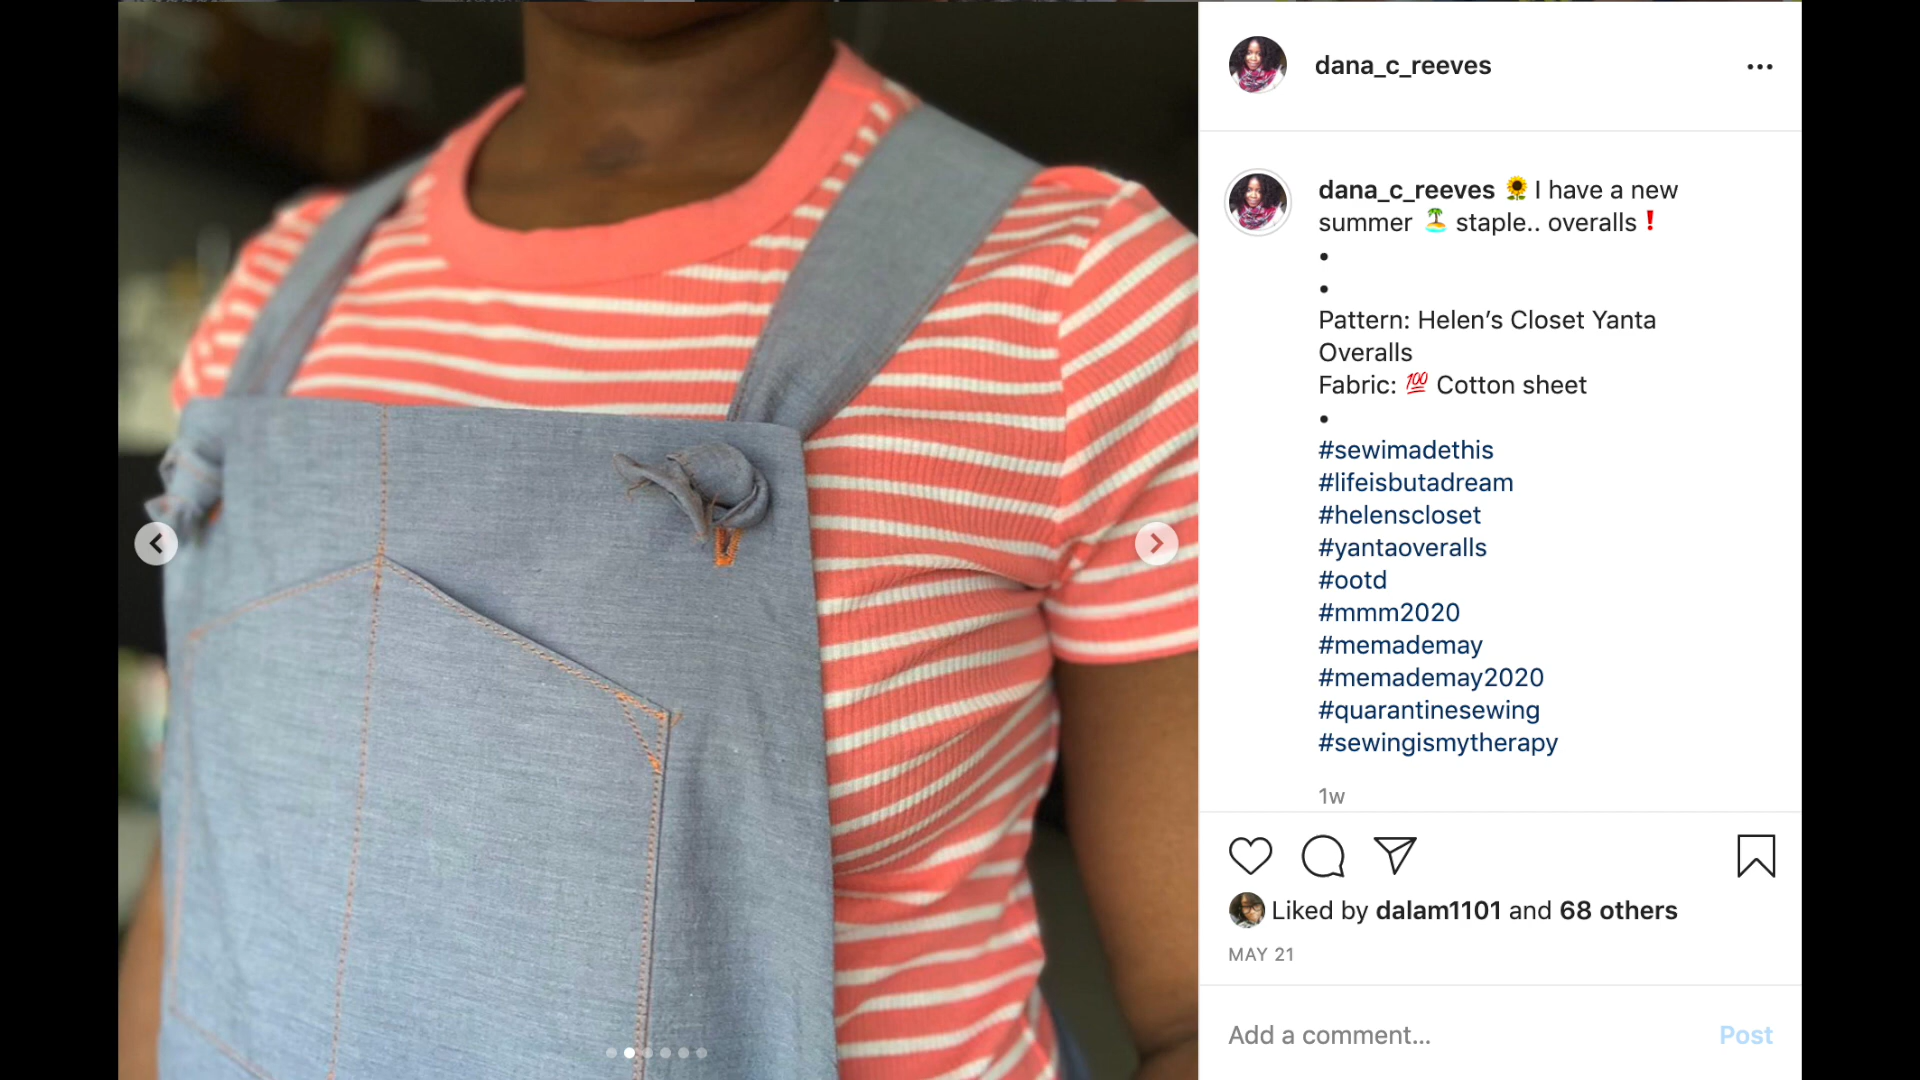 dana_c_reeves
dana_c_reeves 🌻 I have a new
summer 🏝 staple.. overalls❗
•
•
Pattern: Helen’s Closet Yanta
Overalls
Fabric: 💯 Cotton sheet
•
#sewimadethis
#lifeisbutadream
#helenscloset
#yantaoveralls
#ootd
#mmm2020
#memademay
#memademay2020
#quarantinesewing
#sewingismytherapy
1w
Liked by dalam1101 and 68 others
MAY 21
Add a comment...
Post